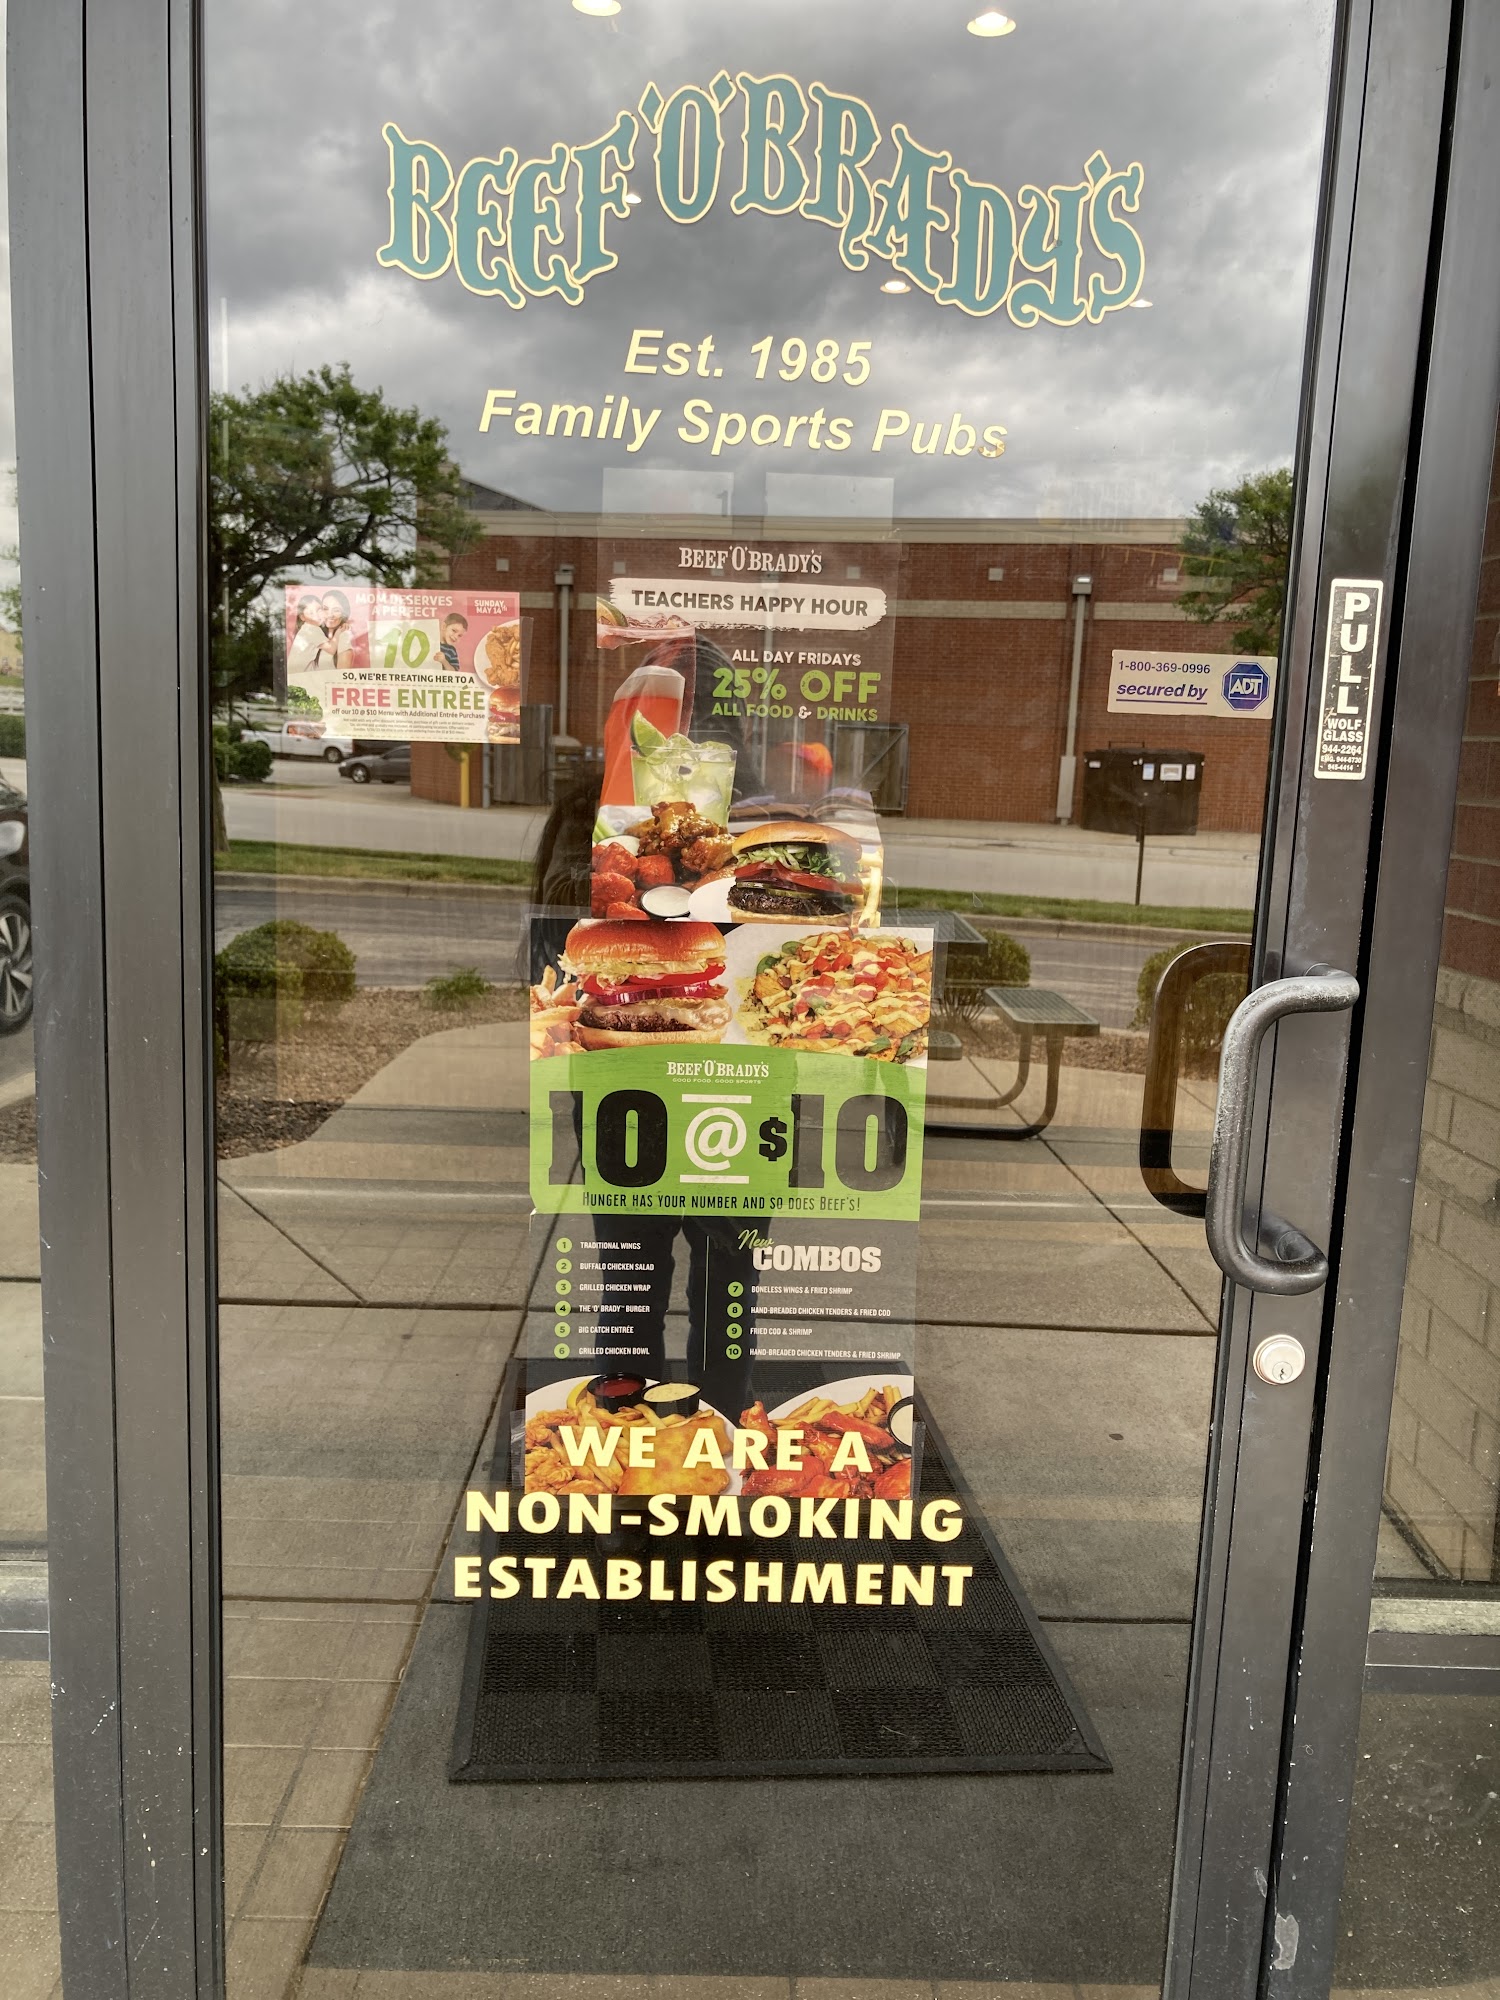 BEEF 'O' BRADY'S
Est. 1985
Family Sports Pubs
MOM DESERVES
A PERFECT
10
SUNDAY,
MAY 14th
SO, WE'RE TREATING HER TO A
FREE ENTRÉE
off our 10 @ $10 Menu with Additional Entrée Purchase
BEEF 'O' BRADY'S
TEACHERS HAPPY HOUR
ALL DAY FRIDAYS
25% OFF
ALL FOOD & DRINKS
1-800-369-0996
secured by
ADT
PULL
WOLF
GLASS
944-2264
BEEF 'O' BRADY'S
GOOD FOOD. GOOD SPORTS
10 @ $10
HUNGER HAS YOUR NUMBER AND SO DOES BEEF'S!
1 TRADITIONAL WINGS
2 BUFFALO CHICKEN SALAD
3 GRILLED CHICKEN WRAP
4 THE 'O' BRADY™ BURGER
5 BIG CATCH ENTRÉE
6 GRILLED CHICKEN BOWL
New
COMBOS
7 BONELESS WINGS & FRIED SHRIMP
8 HAND-BREADED CHICKEN TENDERS & FRIED COD
9 FRIED COD & SHRIMP
10 HAND-BREADED CHICKEN TENDERS & FRIED SHRIMP
WE ARE A
NON-SMOKING
ESTABLISHMENT